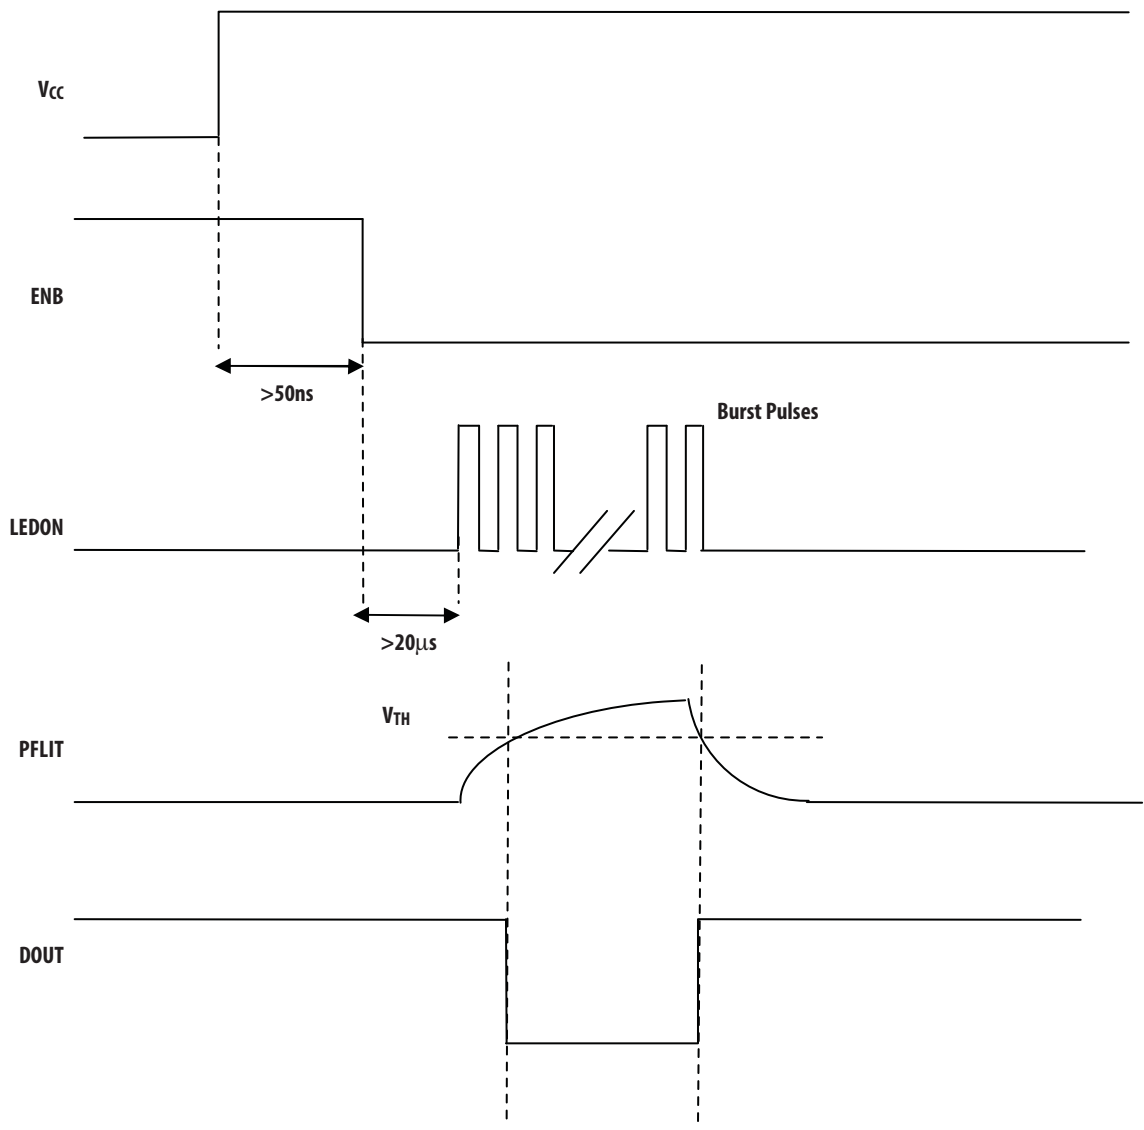 VCC
ENB
>50ns
Burst Pulses
LEDON
>20μs
VTH
PFLIT
DOUT